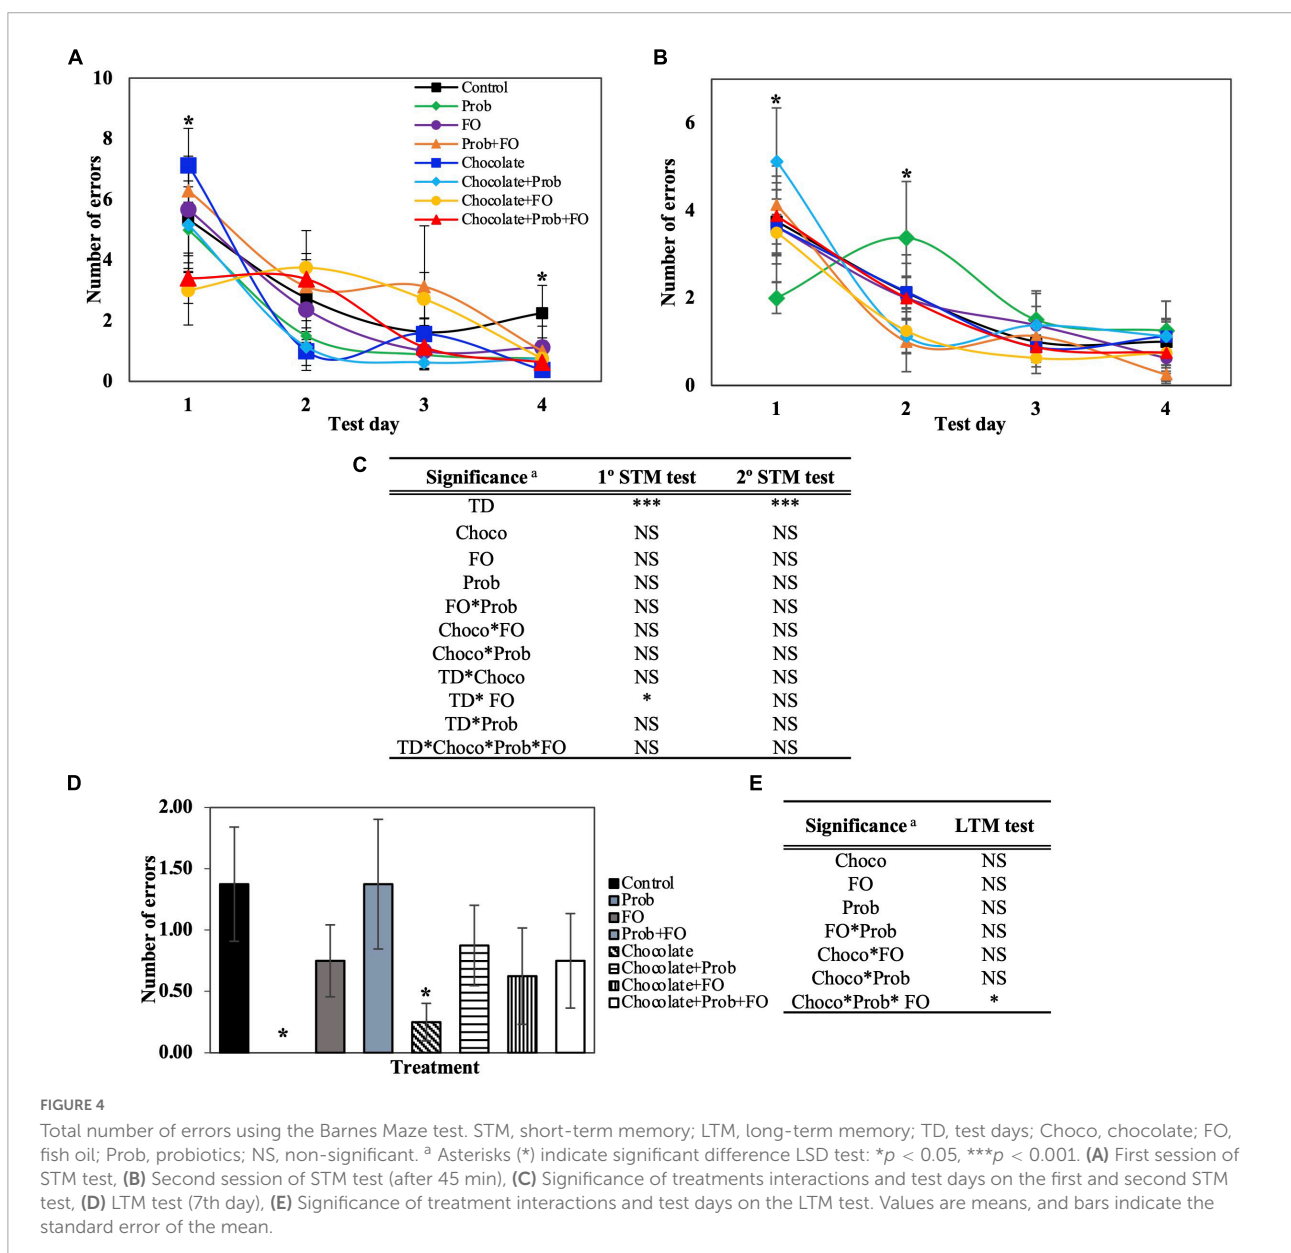 A
10
8
6
4
2
0
Number of errors
*
*
Control
Prob
FO
Prob+FO
Chocolate
Chocolate+Prob
Chocolate+FO
Chocolate+Prob+FO
1 2 3 4
Test day
B
6
4
2
0
Number of errors
*
*
1 2 3 4
Test day
C
Significance a 1º STM test 2º STM test
TD *** ***
Choco NS NS
FO NS NS
Prob NS NS
FO*Prob NS NS
Choco*FO NS NS
Choco*Prob NS NS
TD*Choco NS NS
TD* FO * NS
TD*Prob NS NS
TD*Choco*Prob*FO NS NS
D
2.00
1.50
1.00
0.50
0.00
Number of errors
*
*
Treatment
Control
Prob
FO
Prob+FO
Chocolate
Chocolate+Prob
Chocolate+FO
Chocolate+Prob+FO
E
Significance a LTM test
Choco NS
FO NS
Prob NS
FO*Prob NS
Choco*FO NS
Choco*Prob NS
Choco*Prob* FO *
FIGURE 4
Total number of errors using the Barnes Maze test. STM, short-term memory; LTM, long-term memory; TD, test days; Choco, chocolate; FO,
fish oil; Prob, probiotics; NS, non-significant. a Asterisks (*) indicate significant difference LSD test: *p < 0.05, ***p < 0.001. (A) First session of
STM test, (B) Second session of STM test (after 45 min), (C) Significance of treatments interactions and test days on the first and second STM
test, (D) LTM test (7th day), (E) Significance of treatment interactions and test days on the LTM test. Values are means, and bars indicate the
standard error of the mean.